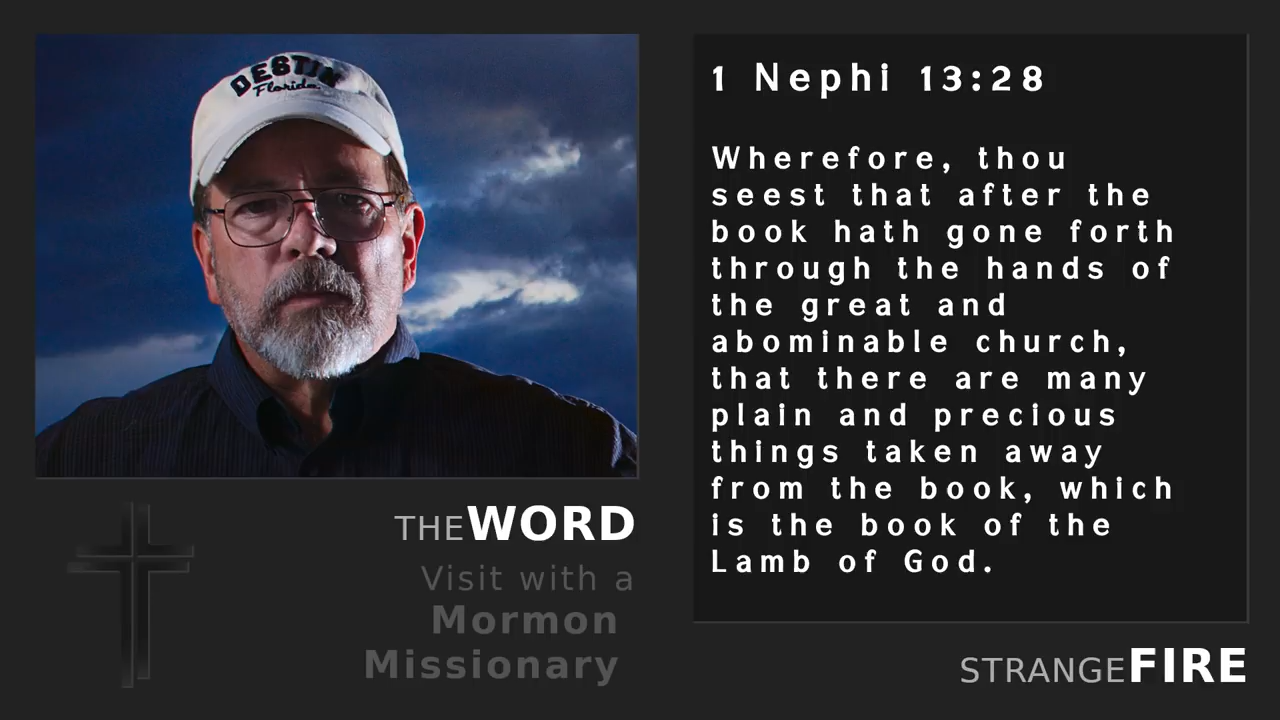 DESTIN
Florida.
THEWORD
Visit with a
Mormon
Missionary
1 Nephi 13:28
Wherefore, thou
seest that after the
book hath gone forth
through the hands of
the great and
abominable church,
that there are many
plain and precious
things taken away
from the book, which
is the book of the
Lamb of God.
STRANGEFIRE